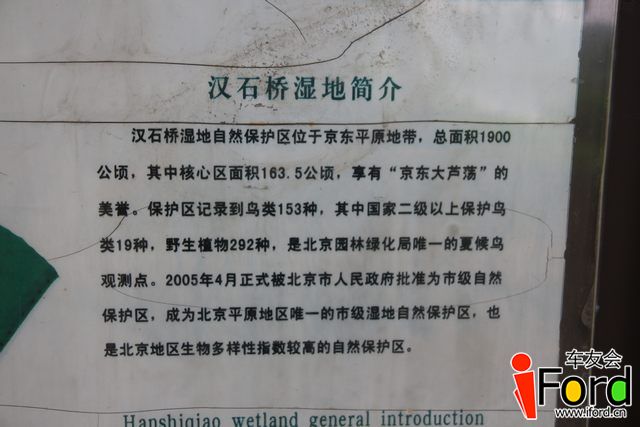 汉石桥湿地简介
汉石桥湿地自然保护区位于京东平原地带，总面积1900
公顷，其中核心区面积163.5公顷，享有“京东大芦荡”的
美誉。保护区记录到鸟类153种，其中国家二级以上保护鸟
类19种，野生植物292种，是北京园林绿化局唯一的夏候鸟
观测点。2005年4月正式被北京市人民政府批准为市级自然
保护区，成为北京平原地区唯一的市级湿地自然保护区，也
是北京地区生物多样性指数较高的自然保护区。
Hanshiqiao wetland general introduction
车友会
iFord
www.iford.cn